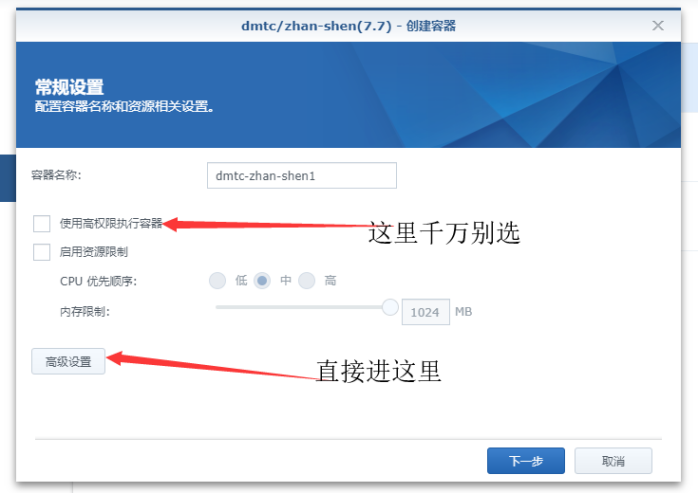 dmtc/zhan-shen(7.7) - 创建容器
常规设置
配置容器名称和资源相关设置。
容器名称:
dmtc-zhan-shen1
使用高权限执行容器
这里千万别选
启用资源限制
CPU 优先顺序:
低 中 高
内存限制:
1024 MB
高级设置
直接进这里
下一步 取消